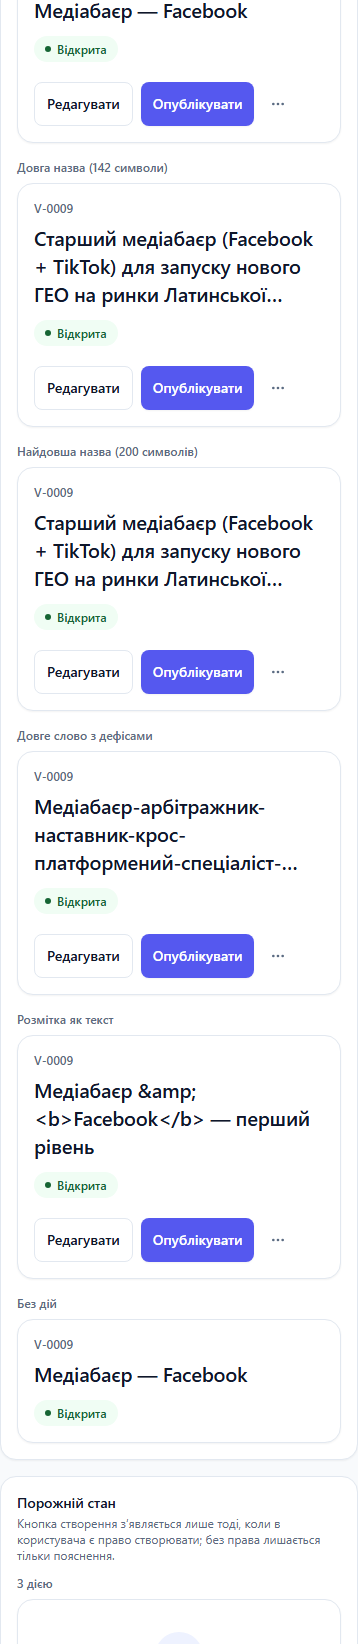 Медіабаєр — Facebook
Відкрита
Редагувати Опублікувати ···
Довга назва (142 символи)
V-0009
Старший медіабаєр (Facebook
+ TikTok) для запуску нового
ГЕО на ринки Латинської...
Відкрита
Редагувати Опублікувати ···
Найдовша назва (200 символів)
V-0009
Старший медіабаєр (Facebook
+ TikTok) для запуску нового
ГЕО на ринки Латинської...
Відкрита
Редагувати Опублікувати ···
Довге слово з дефісами
V-0009
Медіабаєр-арбітражник-
наставник-крос-
платформений-спеціаліст-...
Відкрита
Редагувати Опублікувати ···
Розмітка як текст
V-0009
Медіабаєр &amp;
<b>Facebook</b> — перший
рівень
Відкрита
Редагувати Опублікувати ···
Без дій
V-0009
Медіабаєр — Facebook
Відкрита
Порожній стан
Кнопка створення з'являється лише тоді, коли в
користувача є право створювати; без права лишається
тільки пояснення.
З дією